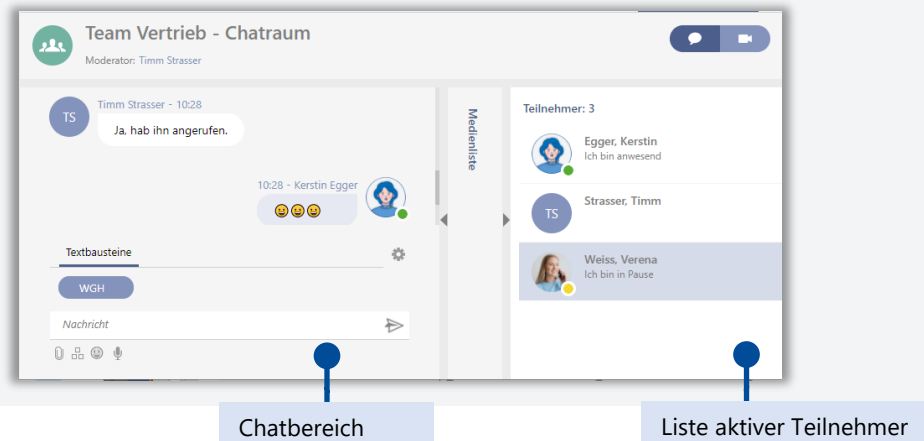 Team Vertrieb - Chatraum
Moderator: Timm Strasser
Timm Strasser - 10:28
TS
Ja, hab ihn angerufen.
10:28 - Kerstin Egger
Textbausteine
WGH
Nachricht
Medienliste
Teilnehmer: 3
Egger, Kerstin
Ich bin anwesend
Strasser, Timm
TS
Weiss, Verena
Ich bin in Pause
Chatbereich
Liste aktiver Teilnehmer